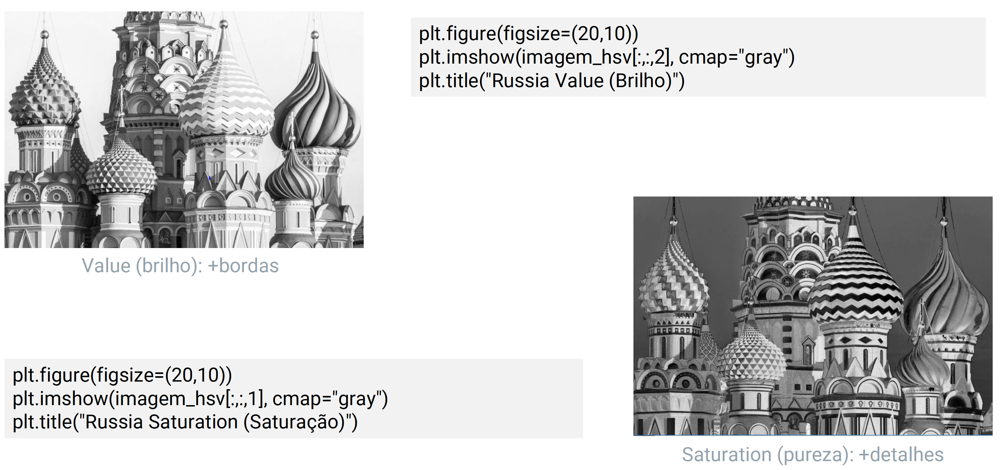 plt.figure(figsize=(20,10))
plt.imshow(imagem_hsv[:,:,2], cmap="gray")
plt.title("Russia Value (Brilho)")
Value (brilho): +bordas
plt.figure(figsize=(20,10))
plt.imshow(imagem_hsv[:,:,1], cmap="gray")
plt.title("Russia Saturation (Saturação)")
Saturation (pureza): +detalhes